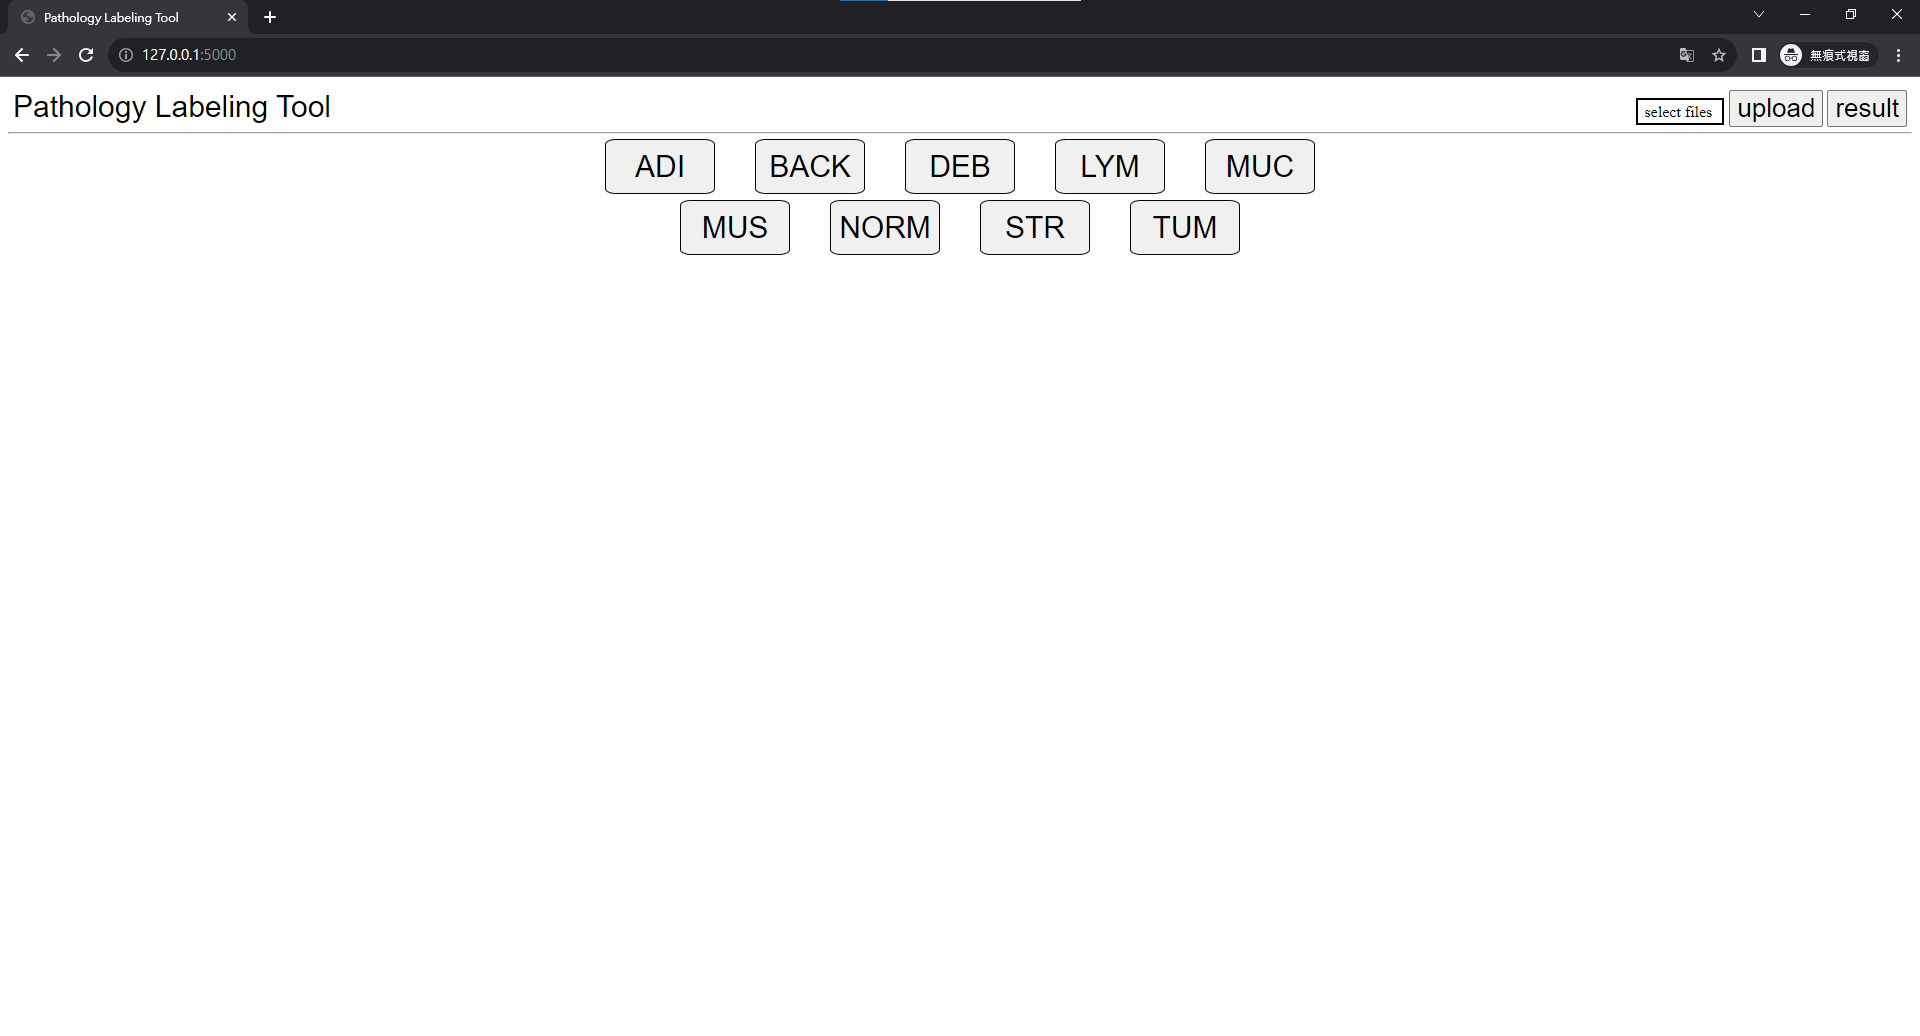 Pathology Labeling Tool
127.0.0.1:5000
無痕式視窗
Pathology Labeling Tool
select files upload result
ADI BACK DEB LYM MUC
MUS NORM STR TUM